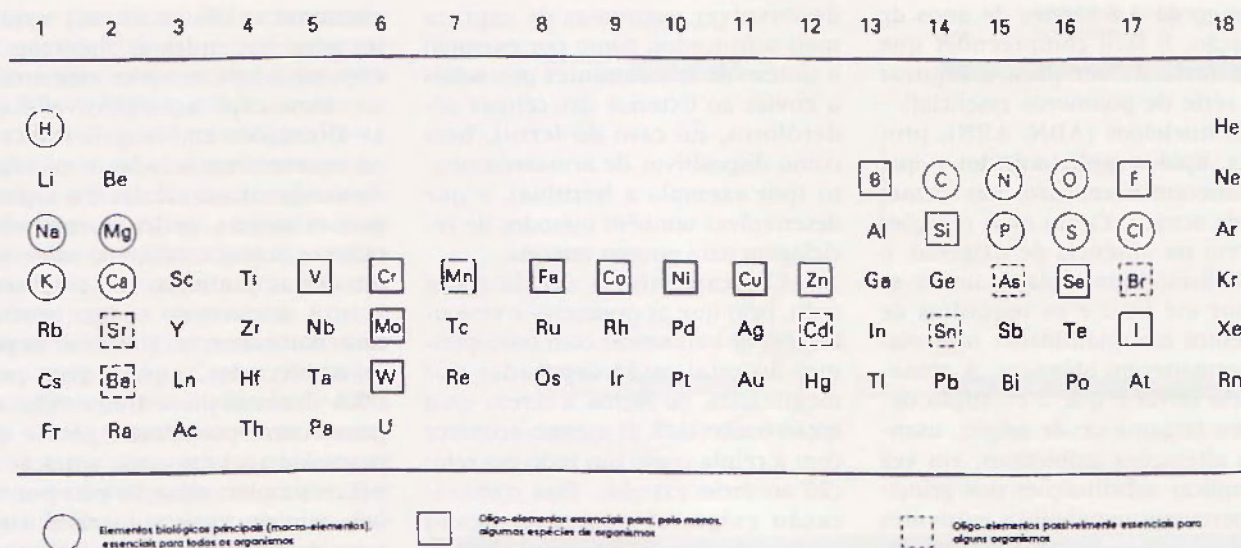 1 2 3 4 5 6 7 8 9 10 11 12 13 14 15 16 17 18
H He
Li Be B C N O F Ne
Na Mg Al Si P S Cl Ar
K Ca Sc Ti V Cr Mn Fe Co Ni Cu Zn Ga Ge As Se Br Kr
Rb Sr Y Zr Nb Mo Tc Ru Rh Pd Ag Cd In Sn Sb Te I Xe
Cs Ba Ln Hf Ta W Re Os Ir Pt Au Hg Tl Pb Bi Po At Rn
Fr Ra Ac Th Pa U
Elementos biológicos principais (macro-elementos),
essenciais para todos os organismos
Oligo-elementos essenciais para, pelo menos,
algumas espécies de organismos
Oligo-elementos possivelmente essenciais para
alguns organismos